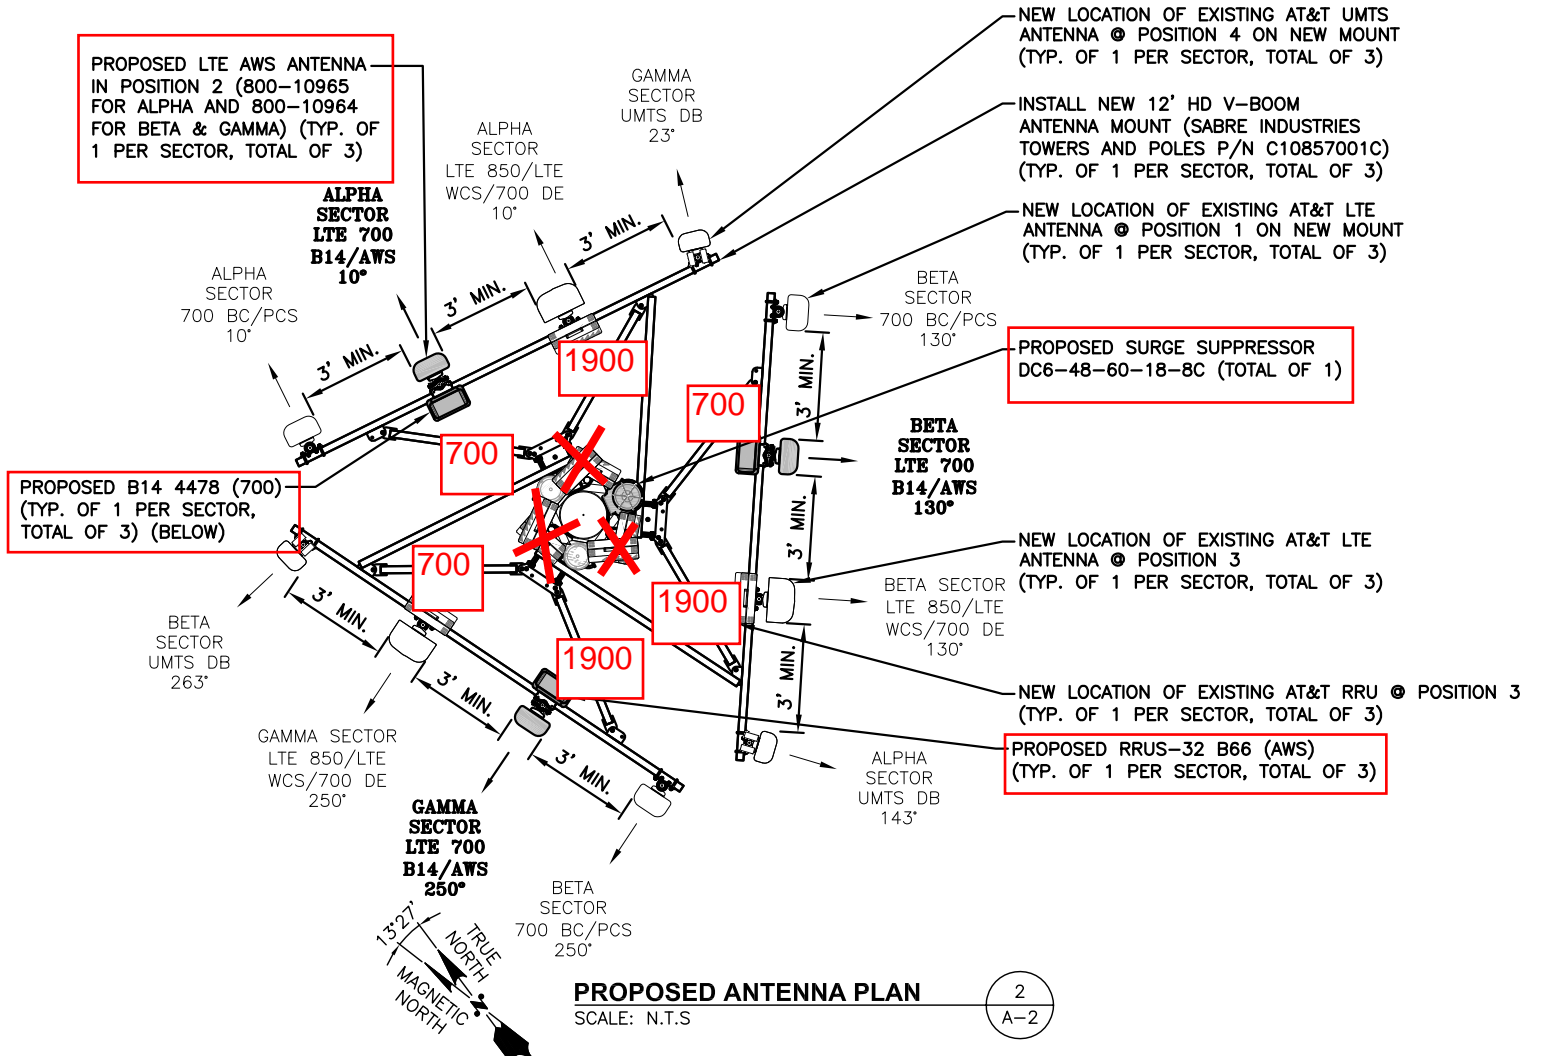 PROPOSED LTE AWS ANTENNA
IN POSITION 2 (800-10965
FOR ALPHA AND 800-10964
FOR BETA & GAMMA) (TYP. OF
1 PER SECTOR, TOTAL OF 3)
NEW LOCATION OF EXISTING AT&T UMTS
ANTENNA @ POSITION 4 ON NEW MOUNT
(TYP. OF 1 PER SECTOR, TOTAL OF 3)
INSTALL NEW 12' HD V-BOOM
ANTENNA MOUNT (SABRE INDUSTRIES
TOWERS AND POLES P/N C10857001C)
(TYP. OF 1 PER SECTOR, TOTAL OF 3)
NEW LOCATION OF EXISTING AT&T LTE
ANTENNA @ POSITION 1 ON NEW MOUNT
(TYP. OF 1 PER SECTOR, TOTAL OF 3)
GAMMA
SECTOR
UMTS DB
23°
ALPHA
SECTOR
LTE 850/LTE
WCS/700 DE
10°
ALPHA
SECTOR
LTE 700
B14/AWS
10°
ALPHA
SECTOR
700 BC/PCS
10°
3' MIN.
3' MIN.
3' MIN.
BETA
SECTOR
700 BC/PCS
130°
PROPOSED SURGE SUPPRESSOR
DC6-48-60-18-8C (TOTAL OF 1)
1900
700
3' MIN.
BETA
SECTOR
LTE 700
B14/AWS
130°
700
PROPOSED B14 4478 (700)
(TYP. OF 1 PER SECTOR,
TOTAL OF 3) (BELOW)
3' MIN.
NEW LOCATION OF EXISTING AT&T LTE
ANTENNA @ POSITION 3
(TYP. OF 1 PER SECTOR, TOTAL OF 3)
700
1900
BETA SECTOR
LTE 850/LTE
WCS/700 DE
130°
3' MIN.
BETA
SECTOR
UMTS DB
263°
3' MIN.
1900
3' MIN.
3' MIN.
NEW LOCATION OF EXISTING AT&T RRU @ POSITION 3
(TYP. OF 1 PER SECTOR, TOTAL OF 3)
PROPOSED RRUS-32 B66 (AWS)
(TYP. OF 1 PER SECTOR, TOTAL OF 3)
GAMMA SECTOR
LTE 850/LTE
WCS/700 DE
250°
ALPHA
SECTOR
UMTS DB
143°
GAMMA
SECTOR
LTE 700
B14/AWS
250°
BETA
SECTOR
700 BC/PCS
250°
13°27'
TRUE
NORTH
MAGNETIC
NORTH
N
PROPOSED ANTENNA PLAN
SCALE: N.T.S
2
A-2